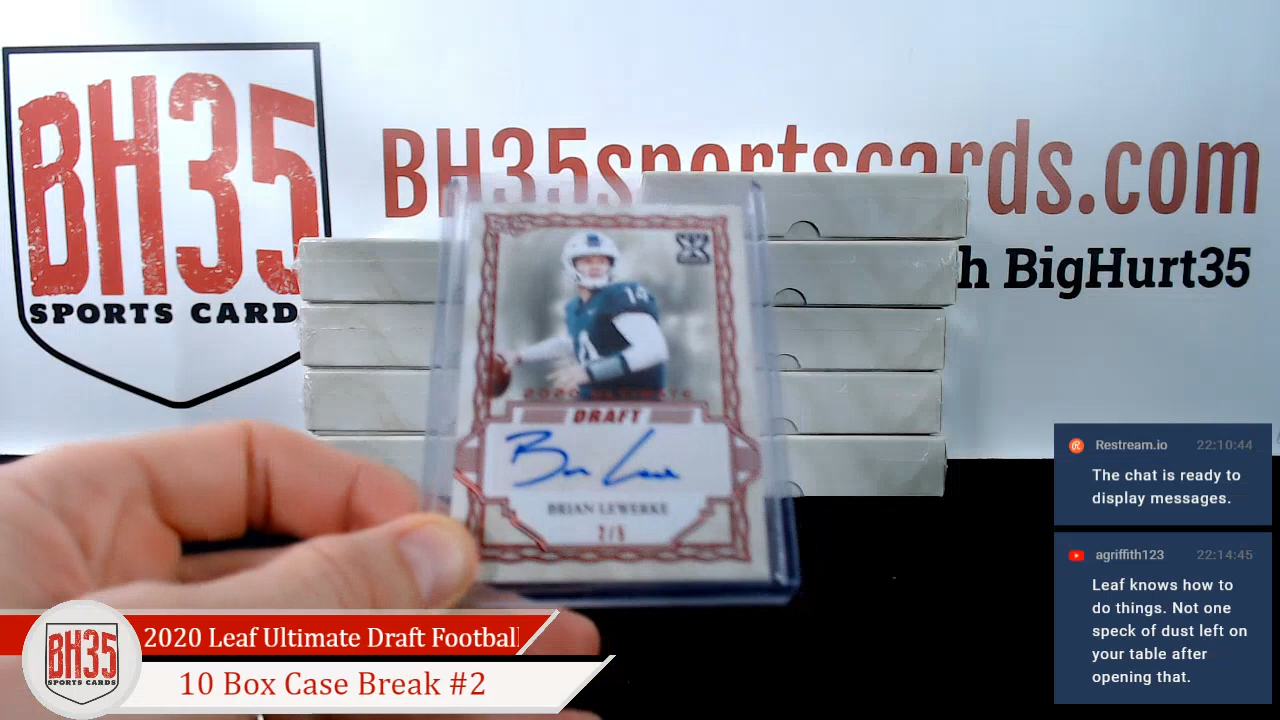 BH35
SPORTS CARD
BH35sportscards.com
h BigHurt35
14
2020 ULTIMATE
DRAFT
BRIAN LEWERKE
2/5
Restream.io 22:10:44
The chat is ready to
display messages.
agriffith123 22:14:45
Leaf knows how to
do things. Not one
speck of dust left on
your table after
opening that.
BH35
SPORTS CARDS
2020 Leaf Ultimate Draft Football
10 Box Case Break #2